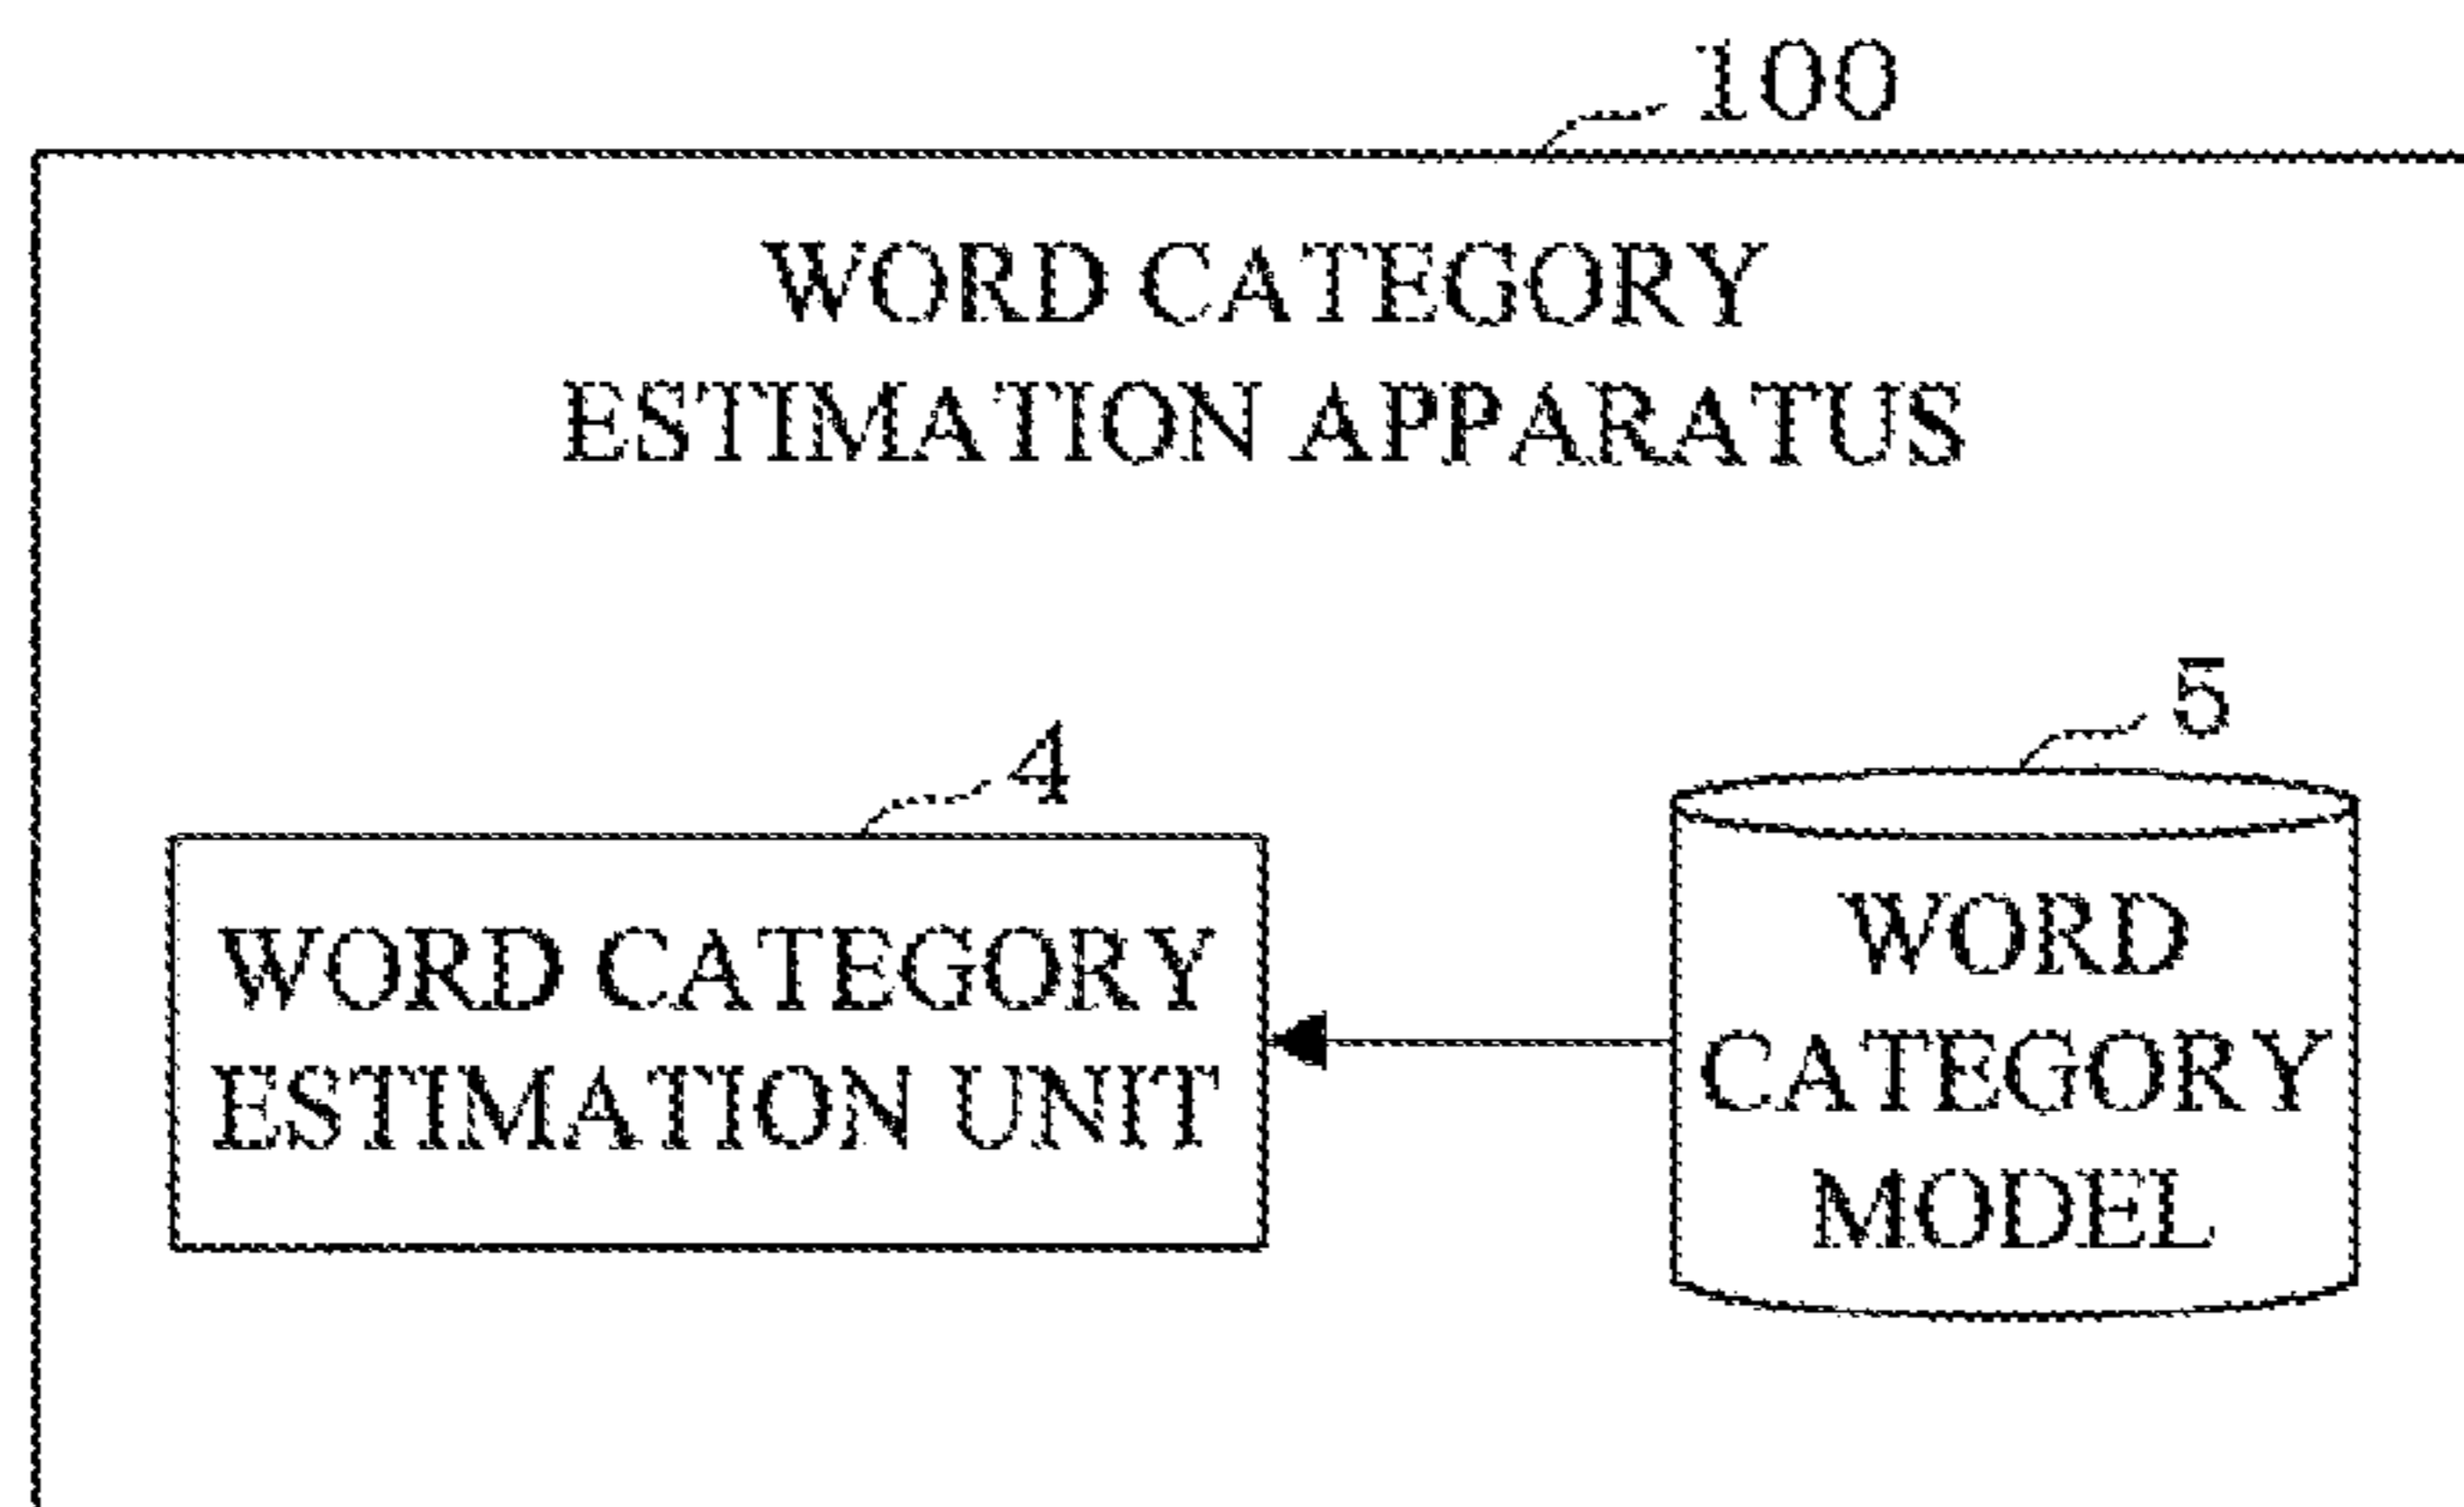 100
WORD CATEGORY
ESTIMATION APPARATUS
4
WORD CATEGORY
ESTIMATION UNIT
5
WORD
CATEGORY
MODEL